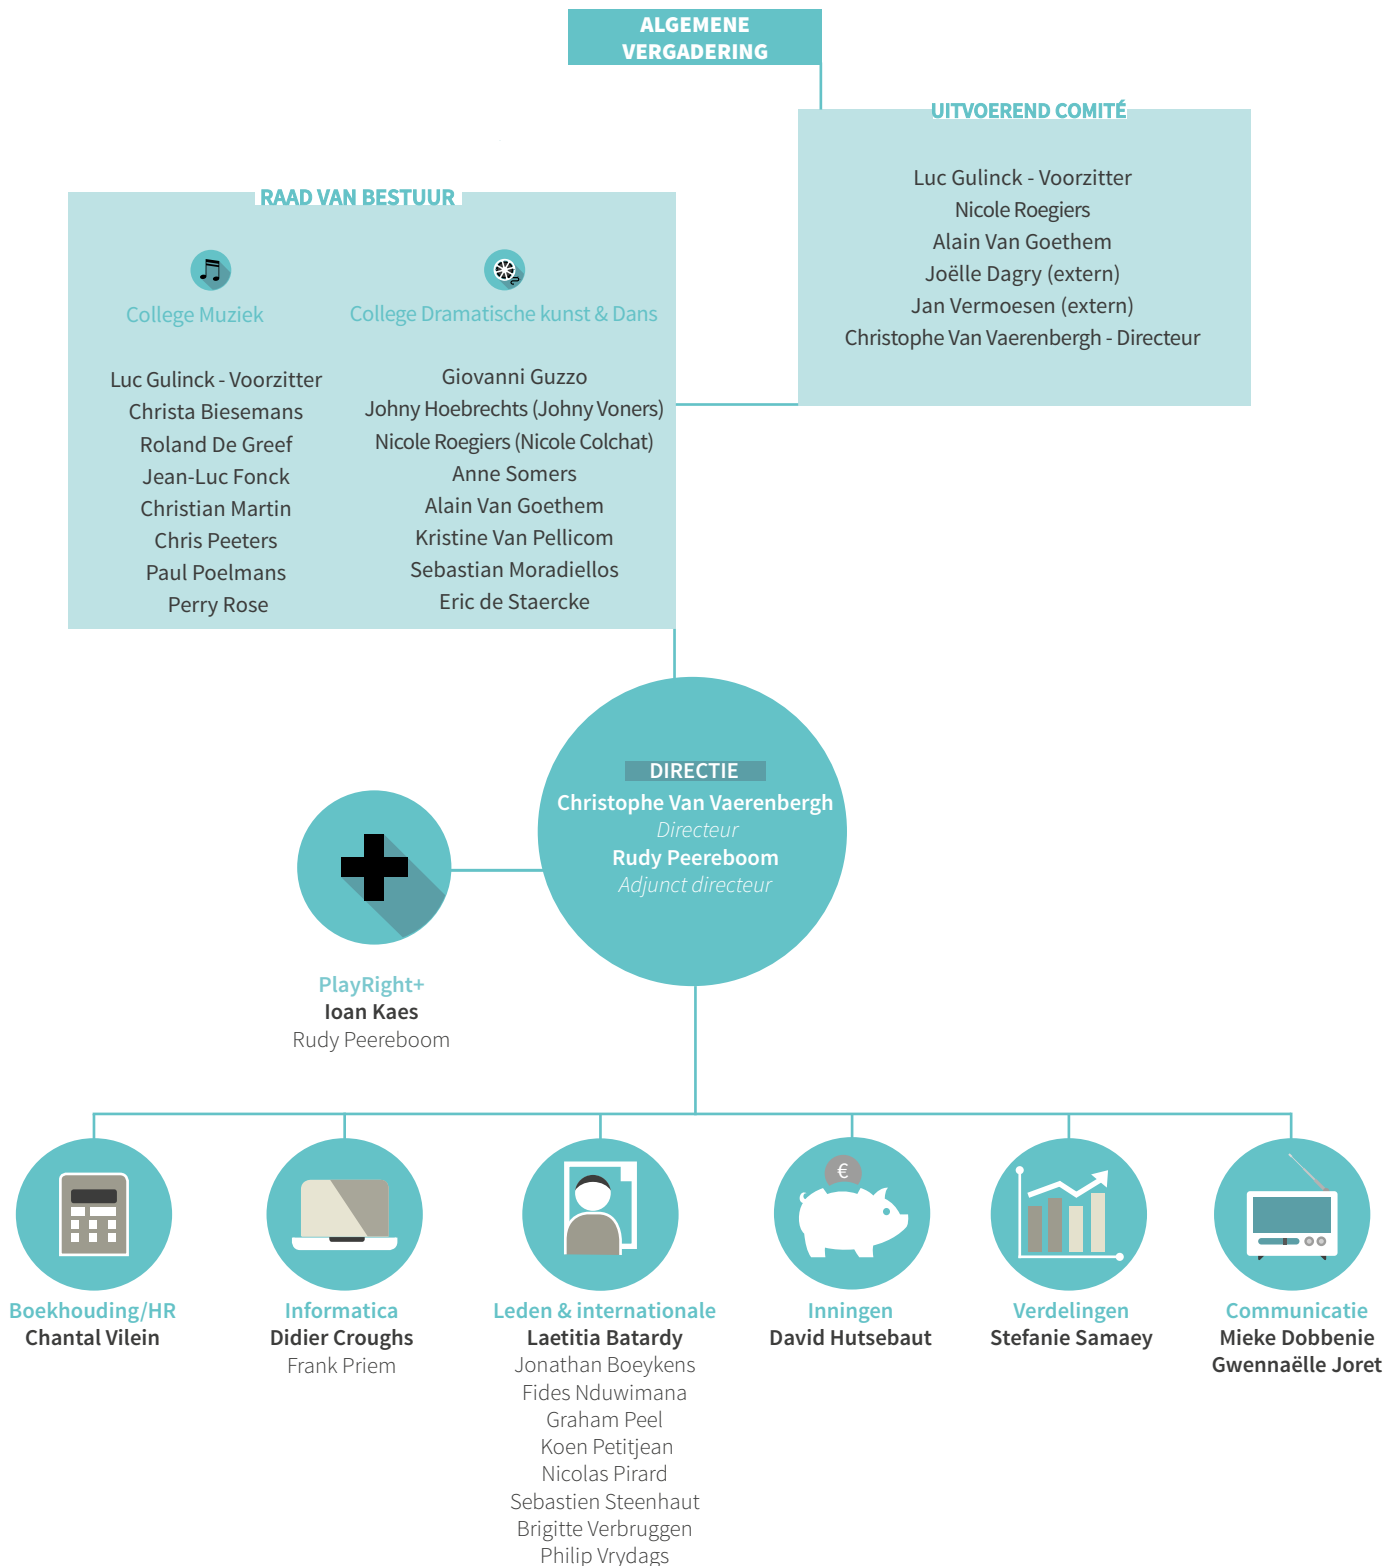 ALGEMENE
VERGADERING
UITVOEREND COMITÉ
Luc Gulinck - Voorzitter
Nicole Roegiers
Alain Van Goethem
Joëlle Dagry (extern)
Jan Vermoesen (extern)
Christophe Van Vaerenbergh - Directeur
RAAD VAN BESTUUR
College Muziek
Luc Gulinck - Voorzitter
Christa Biesemans
Roland De Greef
Jean-Luc Fonck
Christian Martin
Chris Peeters
Paul Poelmans
Perry Rose
College Dramatische kunst & Dans
Giovanni Guzzo
Johny Hoebrechts (Johny Voners)
Nicole Roegiers (Nicole Colchat)
Anne Somers
Alain Van Goethem
Kristine Van Pellicom
Sebastian Moradiellos
Eric de Staercke
DIRECTIE
Christophe Van Vaerenbergh
Directeur
Rudy Peereboom
Adjunct directeur
PlayRight+
Ioan Kaes
Rudy Peereboom
Boekhouding/HR
Chantal Vilein
Informatica
Didier Croughs
Frank Priem
Leden & internationale
Laetitia Batardy
Jonathan Boeykens
Fides Nduwimana
Graham Peel
Koen Petitjean
Nicolas Pirard
Sebastien Steenhaut
Brigitte Verbruggen
Philip Vrydags
€
Inningen
David Hutsebaut
Verdelingen
Stefanie Samaey
Communicatie
Mieke Dobbenie
Gwennaëlle Joret